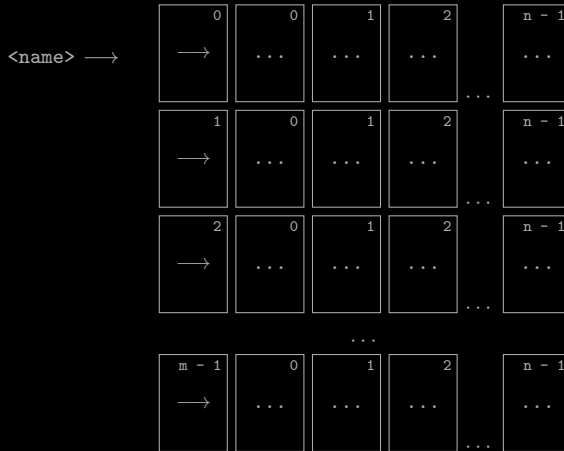 0 0 1 2 n - 1
<name> ⟶ ⟶ ... ... ... ... ...
1 0 1 2 n - 1
⟶ ... ... ... ... ...
2 0 1 2 n - 1
⟶ ... ... ... ... ...
...
m - 1 0 1 2 n - 1
⟶ ... ... ... ... ...